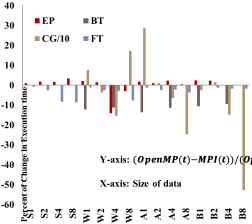 Percent of Change in Execution time
40
30
20
10
0
-10
-20
-30
-40
-50
-60
EP
BT
CG/10
FT
Y-axis: (OpenMP(t)−MPI(t))/(O
X-axis: Size of data
S1
S2
S4
S8
W1
W2
W4
W8
A1
A2
A4
A8
B1
B2
B4
B8